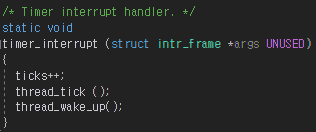 /* Timer interrupt handler. */
static void
timer_interrupt (struct intr_frame *args UNUSED)
{
  ticks++;
  thread_tick ();
  thread_wake_up();
}